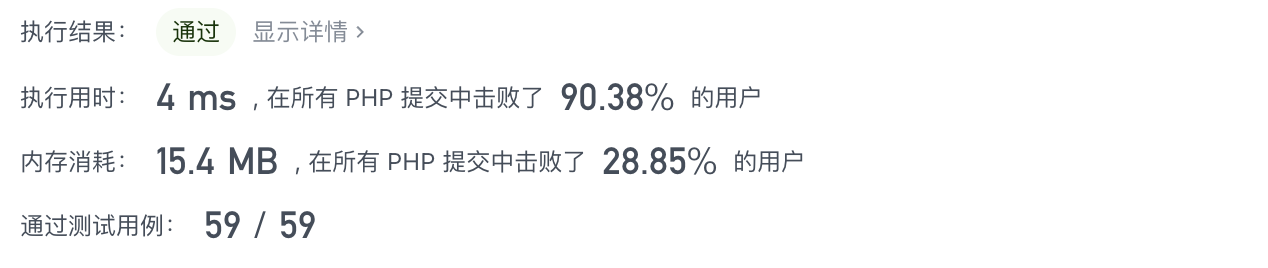 执行结果： 通过 显示详情 >
执行用时： 4 ms , 在所有 PHP 提交中击败了 90.38% 的用户
内存消耗： 15.4 MB , 在所有 PHP 提交中击败了 28.85% 的用户
通过测试用例： 59 / 59